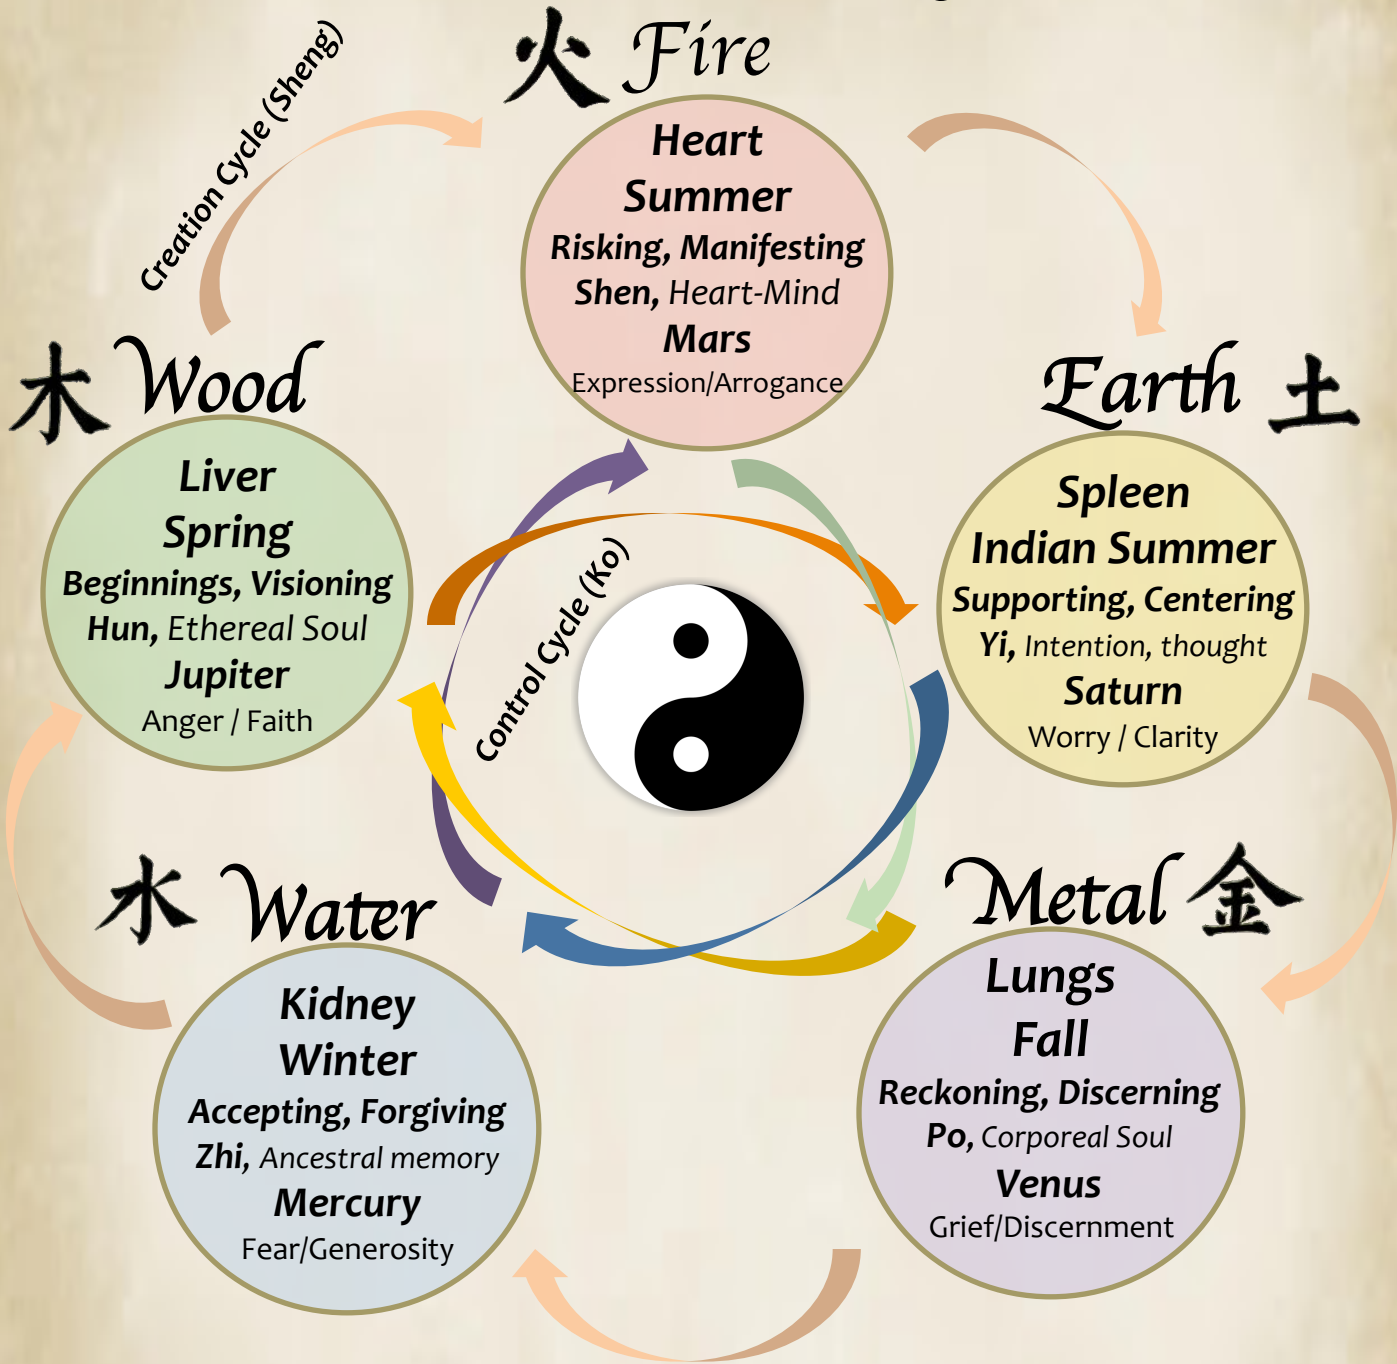 火 Fire
Creation Cycle (Sheng)
Heart
Summer
Risking, Manifesting
Shen, Heart-Mind
Mars
Expression/Arrogance
木 Wood
Liver
Spring
Beginnings, Visioning
Hun, Ethereal Soul
Jupiter
Anger / Faith
Earth 土
Spleen
Indian Summer
Supporting, Centering
Yi, Intention, thought
Saturn
Worry / Clarity
Control Cycle (Ko)
水 Water
Kidney
Winter
Accepting, Forgiving
Zhi, Ancestral memory
Mercury
Fear/Generosity
Metal 金
Lungs
Fall
Reckoning, Discerning
Po, Corporeal Soul
Venus
Grief/Discernment